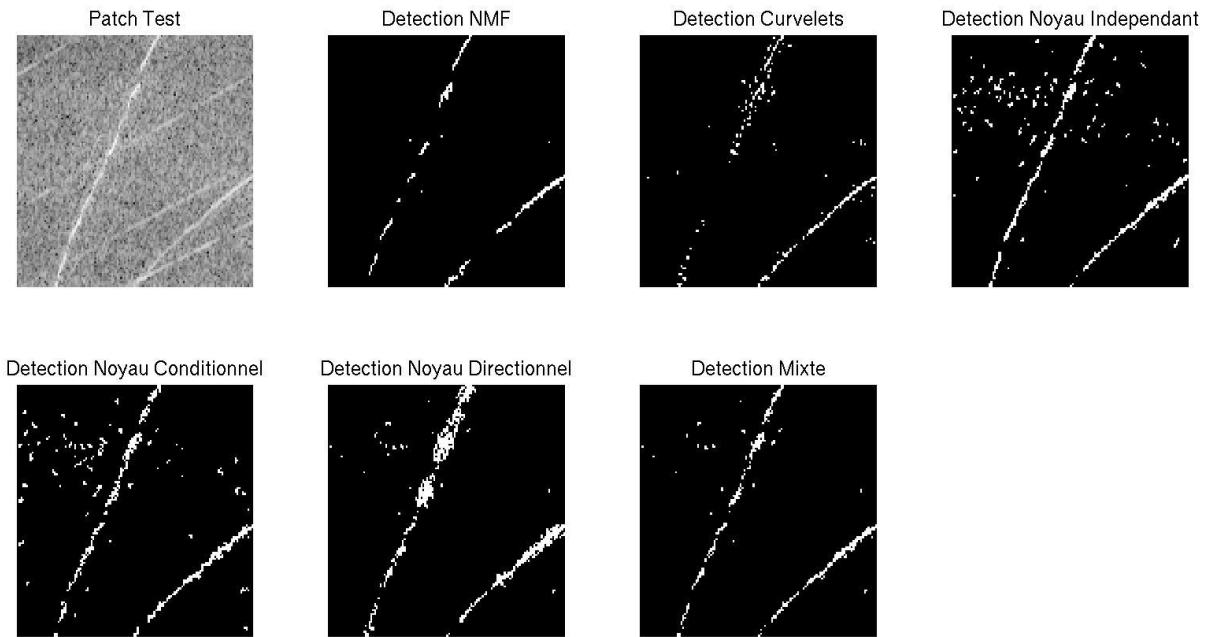 Patch Test
Detection NMF
Detection Curvelets
Detection Noyau Independant
Detection Noyau Conditionnel
Detection Noyau Directionnel
Detection Mixte